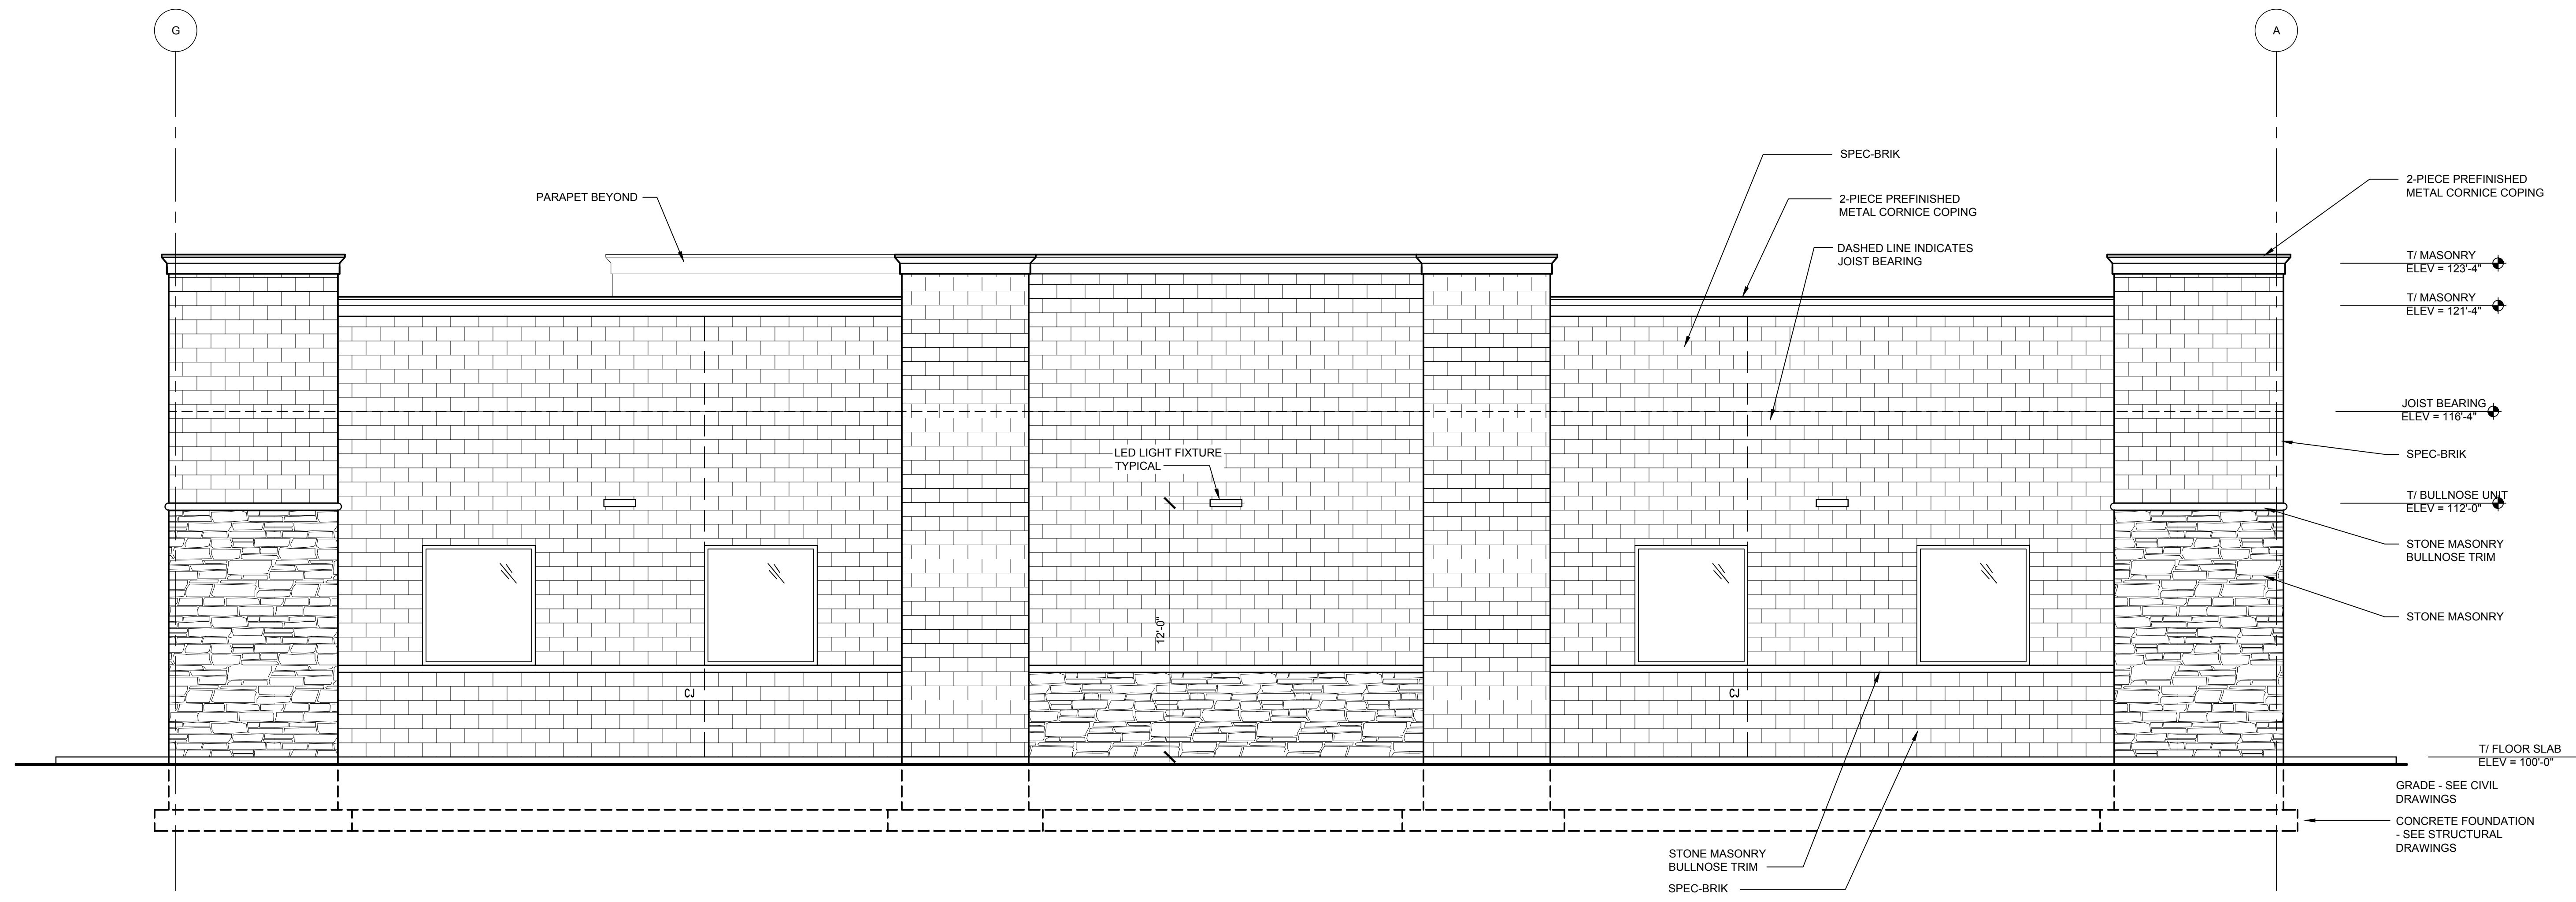 G
A
SPEC-BRIK
2-PIECE PREFINISHED
METAL CORNICE COPING
PARAPET BEYOND
2-PIECE PREFINISHED
METAL CORNICE COPING
DASHED LINE INDICATES
JOIST BEARING
T/ MASONRY
ELEV = 123'-4"
T/ MASONRY
ELEV = 121'-4"
JOIST BEARING
ELEV = 116'-4"
LED LIGHT FIXTURE
TYPICAL
SPEC-BRIK
T/ BULLNOSE UNIT
ELEV = 112'-0"
STONE MASONRY
BULLNOSE TRIM
12'-0"
STONE MASONRY
CJ
CJ
T/ FLOOR SLAB
ELEV = 100'-0"
GRADE - SEE CIVIL
DRAWINGS
CONCRETE FOUNDATION
- SEE STRUCTURAL
DRAWINGS
STONE MASONRY
BULLNOSE TRIM
SPEC-BRIK